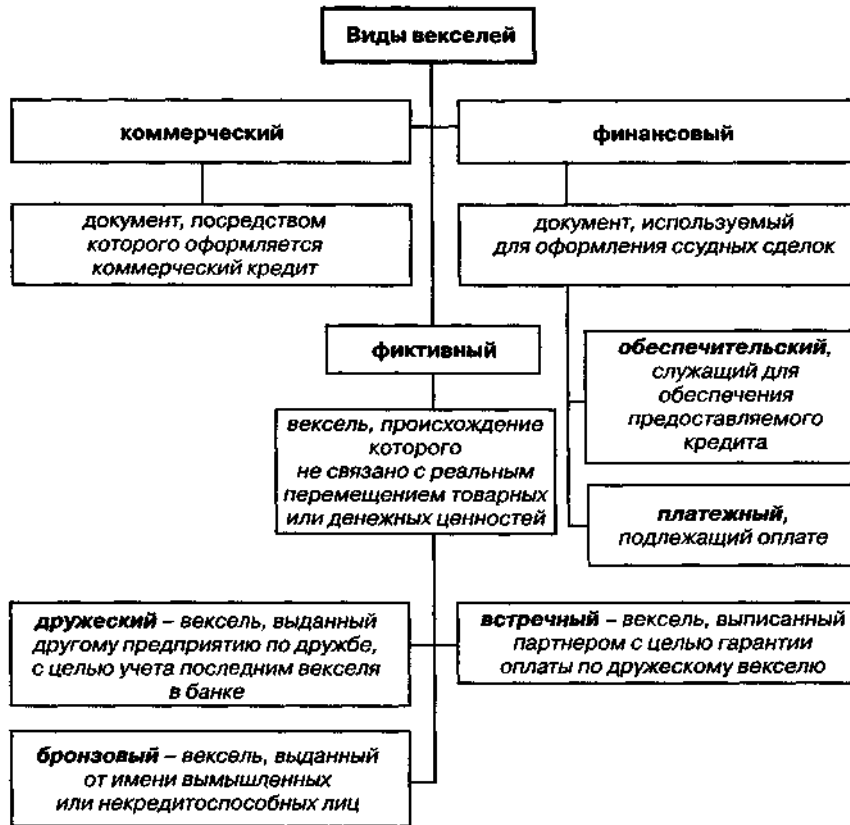 Виды векселей
коммерческий
финансовый
документ, посредством
которого оформляется
коммерческий кредит
документ, используемый
для оформления ссудных сделок
фиктивный
обеспечительский,
служащий для
обеспечения
предоставляемого
кредита
вексель, происхождение
которого
не связано с реальным
перемещением товарных
или денежных ценностей
платежный,
подлежащий оплате
дружеский – вексель, выданный
другому предприятию по дружбе,
с целью учета последним векселя
в банке
встречный – вексель, выписанный
партнером с целью гарантии
оплаты по дружескому векселю
бронзовый – вексель, выданный
от имени вымышленных
или некредитоспособных лиц